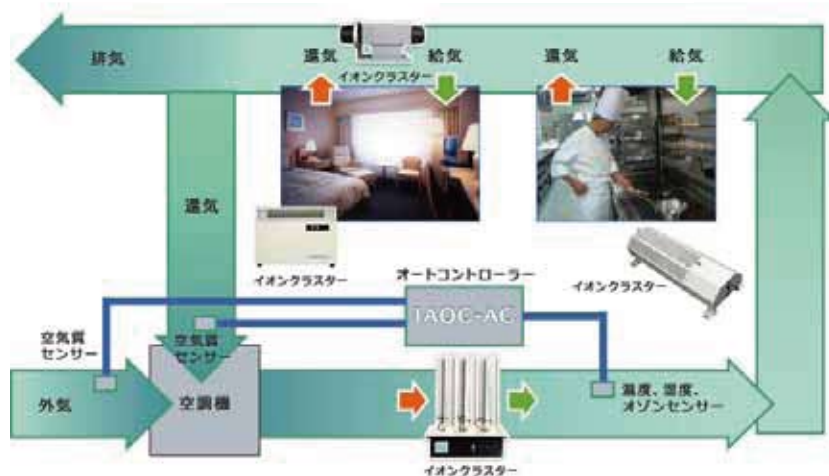 排気
還気
給気
還気
給気
イオンクラスター
還気
イオンクラスター
イオンクラスター
オートコントローラー
IAQC-AC
空気質
センサー
空気質
センサー
外気
空調機
温度、湿度、
オゾンセンサー
イオンクラスター